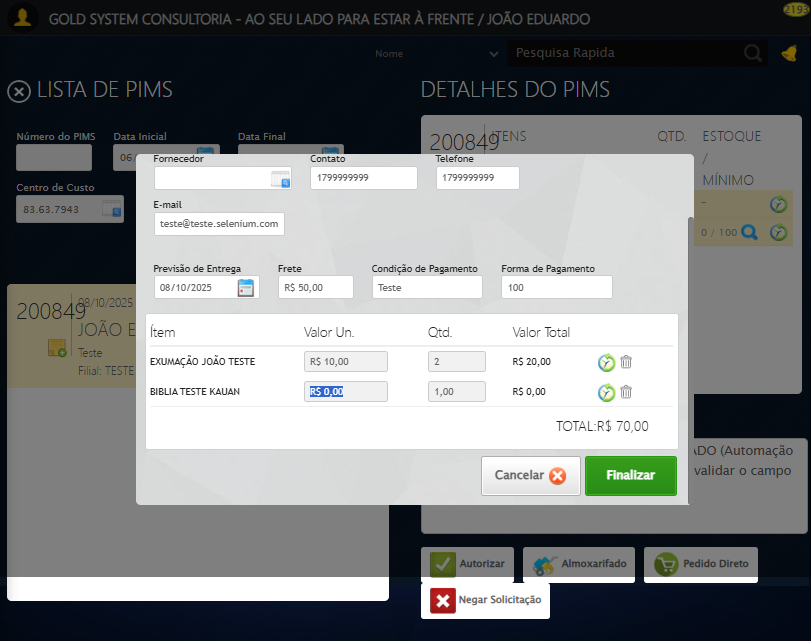 GOLD SYSTEM CONSULTORIA - AO SEU LADO PARA ESTAR À FRENTE / JOÃO EDUARDO
2193
Nome
Pesquisa Rapida
LISTA DE PIMS
DETALHES DO PIMS
Número do PIMS
Data Inicial
Data Final
06
Centro de Custo
83.63.7943
200849
ITENS
QTD.
ESTOQUE
/
MÍNIMO
-
0 / 100
Fornecedor
Contato
Telefone
1799999999
1799999999
E-mail
teste@teste.selenium.com
Previsão de Entrega
Frete
Condição de Pagamento
Forma de Pagamento
08/10/2025
R$ 50,00
Teste
100
Ítem
Valor Un.
Qtd.
Valor Total
EXUMAÇÃO JOÃO TESTE
R$ 10,00
2
R$ 20,00
BIBLIA TESTE KAUAN
R$ 0,00
1,00
R$ 0,00
TOTAL:R$ 70,00
Cancelar
Finalizar
200849
08/10/2025
JOÃO E
Teste
Filial: TESTE
ADO (Automação
validar o campo
Autorizar
Almoxarifado
Pedido Direto
Negar Solicitação